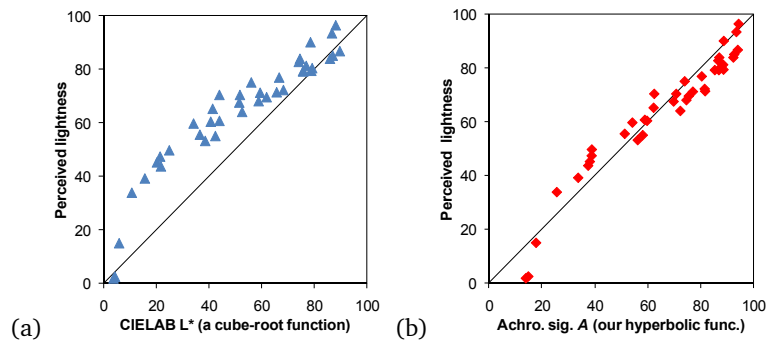 (a)
Perceived lightness
100
80
60
40
20
0
0 20 40 60 80 100
CIELAB L* (a cube-root function)
(b)
Perceived lightness
100
80
60
40
20
0
0 20 40 60 80 100
Achro. sig. A (our hyperbolic func.)